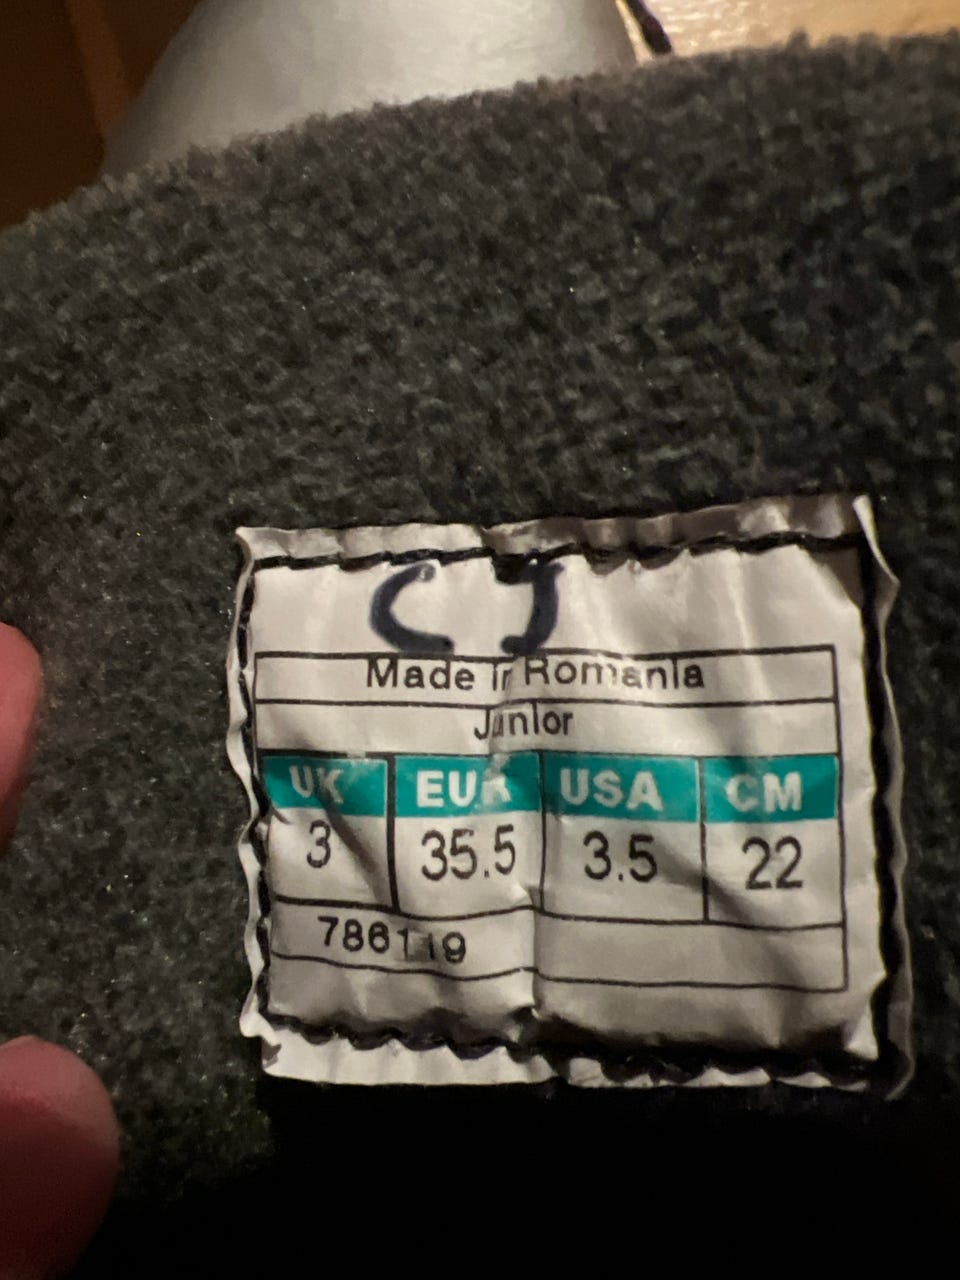 CJ
Made in Romania
Junior
UK EUR USA CM
3 35.5 3.5 22
786119